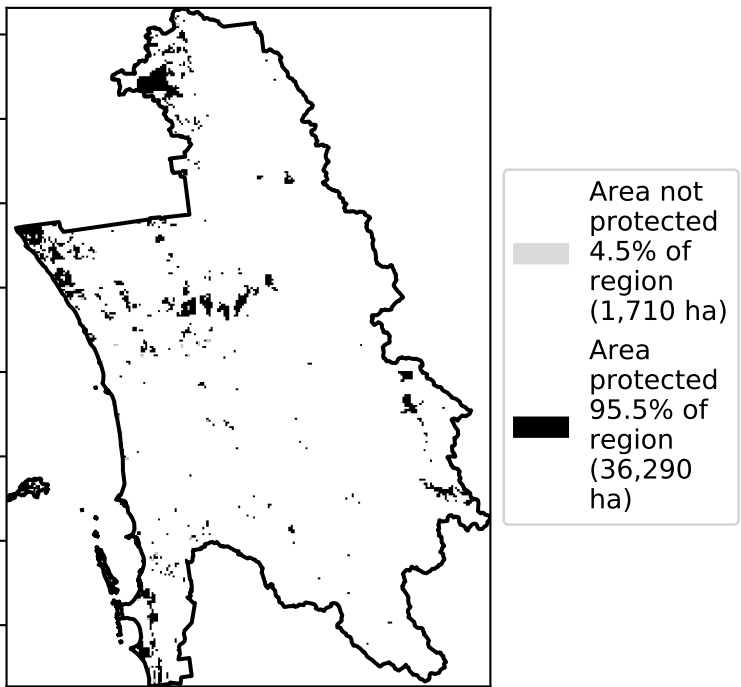 Area not
protected
4.5% of
region
(1,710 ha)
Area
protected
95.5% of
region
(36,290
ha)